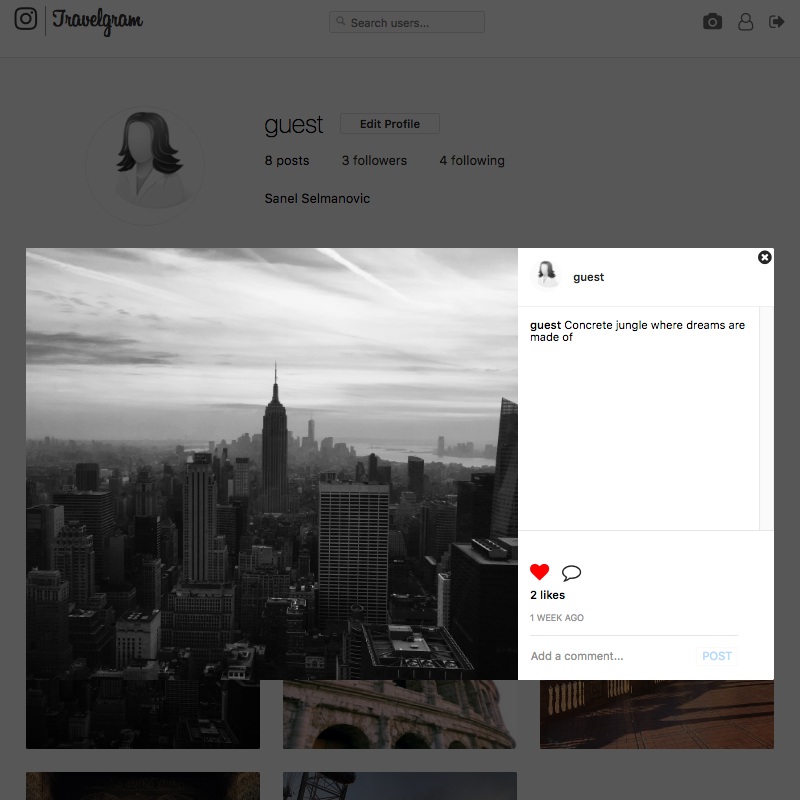 Travelgram
Search users...
guest
Edit Profile
8 posts
3 followers
4 following
Sanel Selmanovic
guest
guest Concrete jungle where dreams are
made of
2 likes
1 WEEK AGO
Add a comment...
POST